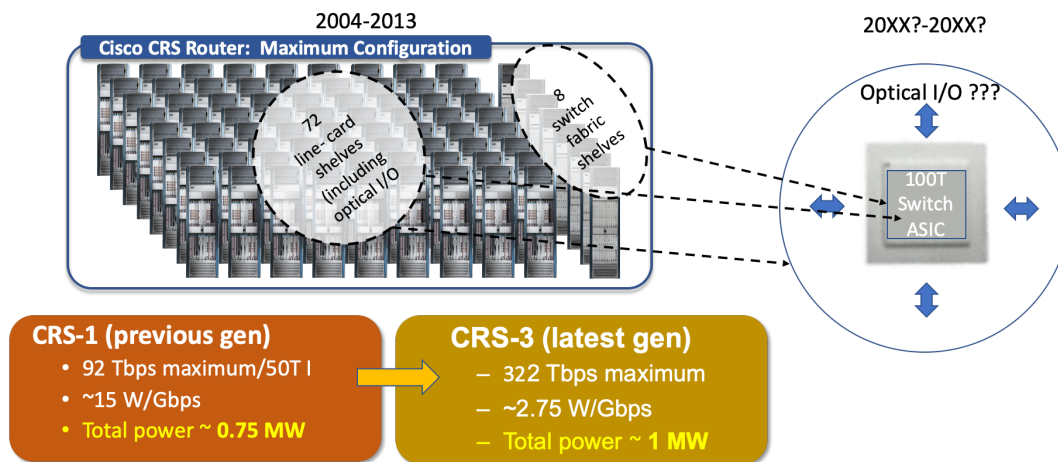 2004-2013
20XX?-20XX?
Cisco CRS Router: Maximum Configuration
72
line- card
shelves
(including
optical I/O
8
switch
fabric
shelves
Optical I/O ???
100T
Switch
ASIC
CRS-1 (previous gen)
• 92 Tbps maximum/50T I
• ~15 W/Gbps
• Total power ~ 0.75 MW
CRS-3 (latest gen)
– 322 Tbps maximum
– ~2.75 W/Gbps
– Total power ~ 1 MW